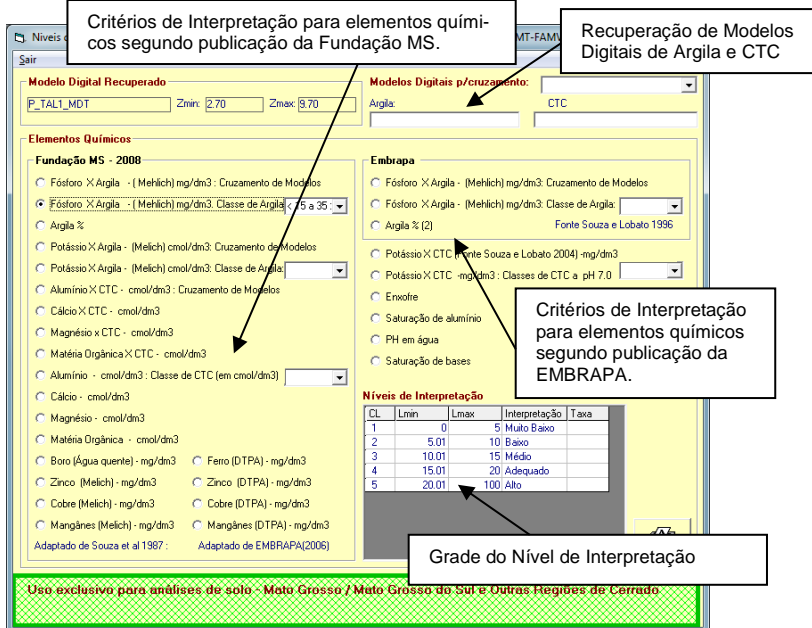 Critérios de Interpretação para elementos quími-
cos segundo publicação da Fundação MS.
Recuperação de Modelos
Digitais de Argila e CTC
Niveis d
MT-FAMV
Sair
Modelo Digital Recuperado
P_TAL1_MDT Zmin: 2.70 Zmax: 9.70
Modelos Digitais p/cruzamento:
Argila: CTC
Elementos Químicos
Fundação MS - 2008
Fósforo X Argila - ( Mehlich) mg/dm3 : Cruzamento de Modelos
Fósforo X Argila - ( Mehlich) mg/dm3. Classe de Argila < 15 a 35 :
Argila %
Potássio X Argila - (Melich) cmol/dm3: Cruzamento de Modelos
Potássio X Argila - (Melich) cmol/dm3: Classe de Argila:
Alumínio X CTC - cmol/dm3 : Cruzamento de Modelos
Cálcio X CTC - cmol/dm3
Magnésio x CTC - cmol/dm3
Matéria Orgânica X CTC - cmol/dm3
Alumínio - cmol/dm3 : Classe de CTC (em cmol/dm3)
Cálcio - cmol/dm3
Magnésio - cmol/dm3
Matéria Orgânica - cmol/dm3
Boro (Água quente) - mg/dm3 Ferro (DTPA) - mg/dm3
Zinco (Melich) - mg/dm3 Zinco (DTPA) - mg/dm3
Cobre (Melich) - mg/dm3 Cobre (DTPA) - mg/dm3
Mangânes (Melich) - mg/dm3 Mangânes (DTPA) - mg/dm3
Adaptado de Souza et al 1987 : Adaptado de EMBRAPA(2006)
Embrapa
Fósforo X Argila - (Mehlich) mg/dm3: Cruzamento de Modelos
Fósforo X Argila - (Mehlich) mg/dm3: Classe de Argila:
Argila % (2) Fonte Souza e Lobato 1996
Potássio X CTC (Fonte Souza e Lobato 2004) -mg/dm3
Potássio X CTC -mg/dm3 : Classes de CTC a pH 7.0
Enxofre
Saturação de alumínio
PH em água
Saturação de bases
Critérios de Interpretação
para elementos químicos
segundo publicação da
EMBRAPA.
Níveis de Interpretação
CL Lmin Lmax Interpretação Taxa
1 0 5 Muito Baixo
2 5.01 10 Baixo
3 10.01 15 Médio
4 15.01 20 Adequado
5 20.01 100 Alto
Grade do Nível de Interpretação
Uso exclusivo para análises de solo - Mato Grosso / Mato Grosso do Sul e Outras Regiões de Cerrado